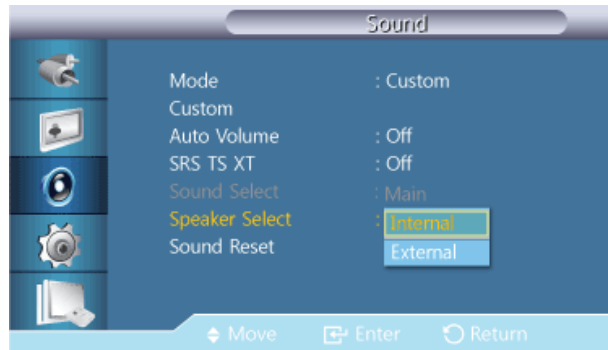 Sound
Mode : Custom
Custom
Auto Volume : Off
SRS TS XT : Off
Sound Select : Main
Speaker Select : Internal
External
Sound Reset
Move Enter Return